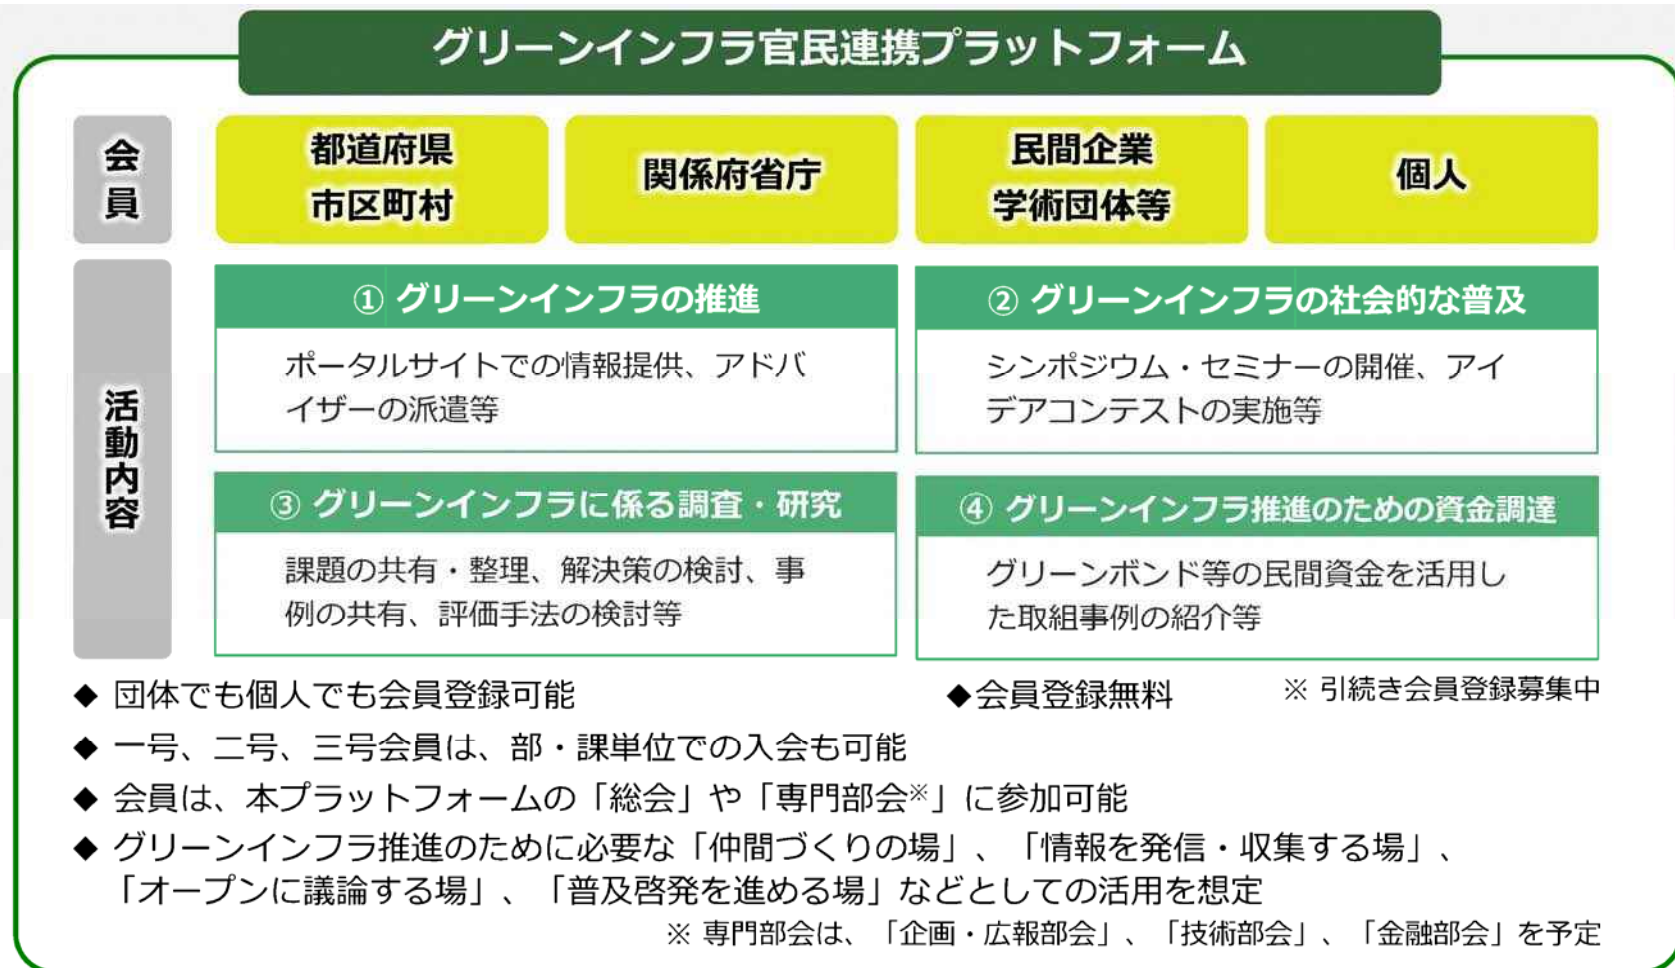 グリーンインフラ官民連携プラットフォーム
会員
都道府県
市区町村
関係府省庁
民間企業
学術団体等
個人
活動内容
① グリーンインフラの推進
ポータルサイトでの情報提供、アドバ
イザーの派遣等
② グリーンインフラの社会的な普及
シンポジウム・セミナーの開催、アイ
デアコンテストの実施等
③ グリーンインフラに係る調査・研究
課題の共有・整理、解決策の検討、事
例の共有、評価手法の検討等
④ グリーンインフラ推進のための資金調達
グリーンボンド等の民間資金を活用し
た取組事例の紹介等
◆ 団体でも個人でも会員登録可能
◆会員登録無料
※ 引続き会員登録募集中
◆ 一号、二号、三号会員は、部・課単位での入会も可能
◆ 会員は、本プラットフォームの「総会」や「専門部会※」に参加可能
◆ グリーンインフラ推進のために必要な「仲間づくりの場」、「情報を発信・収集する場」、
「オープンに議論する場」、「普及啓発を進める場」などとしての活用を想定
※ 専門部会は、「企画・広報部会」、「技術部会」、「金融部会」を予定